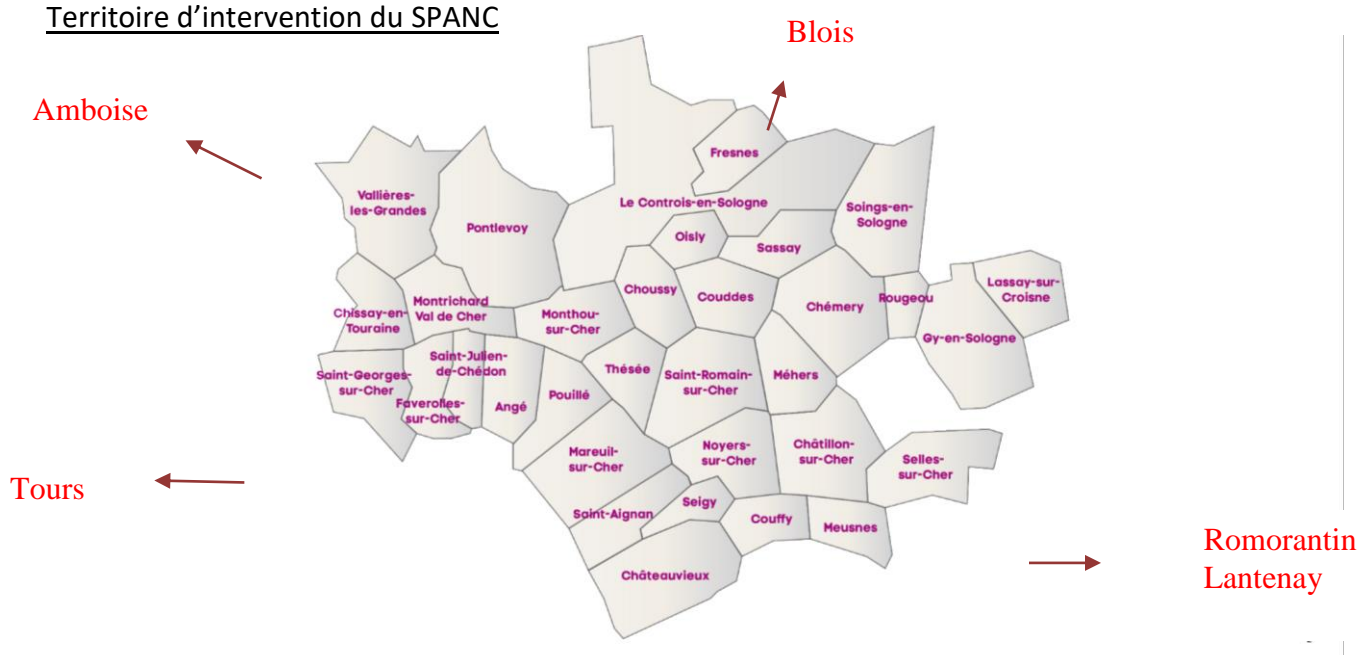 Territoire d'intervention du SPANC
Blois
Amboise
Fresnes
Vallières-
les-Grandes
Le Controis-en-Sologne
Soings-en-
Sologne
Pontlevoy
Oisly
Sassay
Lassay-sur-
Croisne
Choussy
Couddes
Chémery
Rougeou
Montrichard
Val de Cher
Chissay-en-
Touraine
Monthou-
sur-Cher
Gy-en-Sologne
Saint-Julien-
de-Chédon
Thésée
Saint-Romain-
sur-Cher
Méhers
Saint-Georges-
sur-Cher
Faverolles-
sur-Cher
Angé
Pouillé
Mareuil-
sur-Cher
Noyers-
sur-Cher
Châtillon-
sur-Cher
Selles-
sur-Cher
Tours
Seigy
Saint-Aignan
Couffy
Meusnes
Châteauvieux
Romorantin
Lantenay